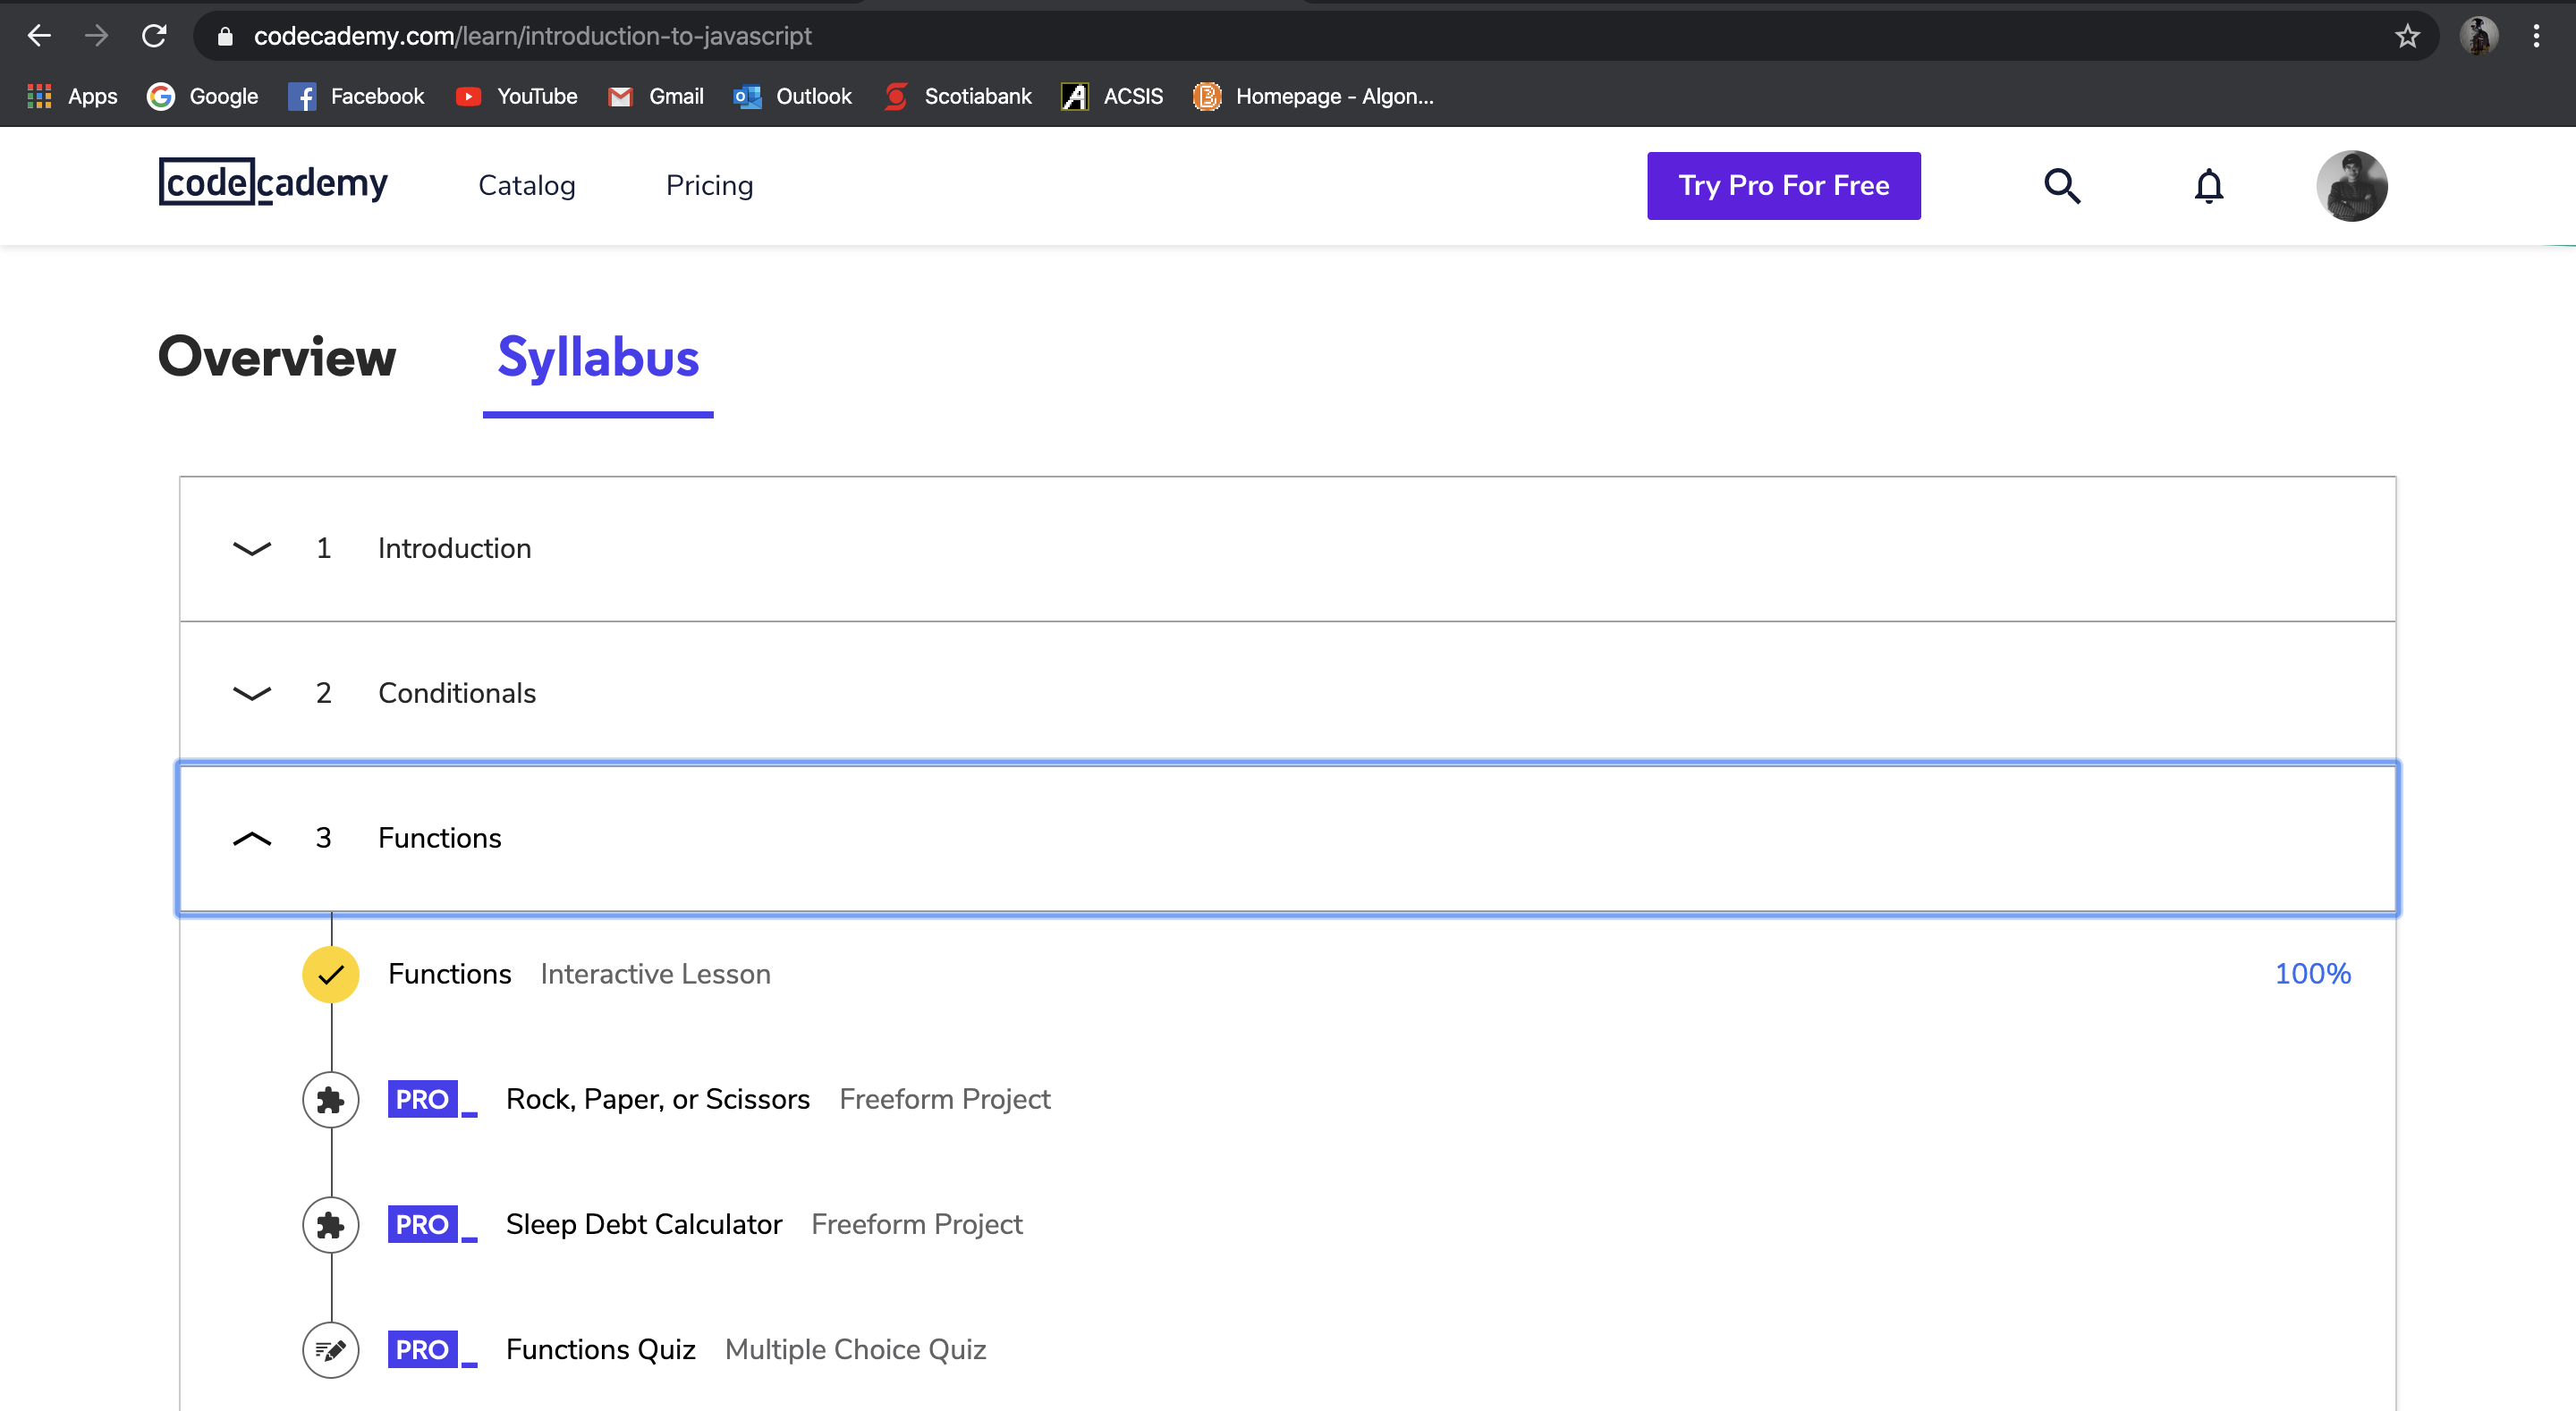 codecademy.com/learn/introduction-to-javascript
Apps Google Facebook YouTube Gmail Outlook Scotiabank ACSIS Homepage - Algon...
codecademy Catalog Pricing Try Pro For Free
Overview Syllabus
1 Introduction
2 Conditionals
3 Functions
Functions Interactive Lesson 100%
PRO Rock, Paper, or Scissors Freeform Project
PRO Sleep Debt Calculator Freeform Project
PRO Functions Quiz Multiple Choice Quiz